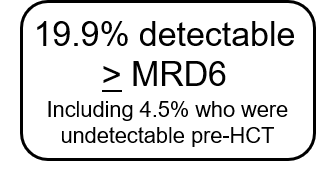 19.9% detectable
≥ MRD6
Including 4.5% who were
undetectable pre-HCT